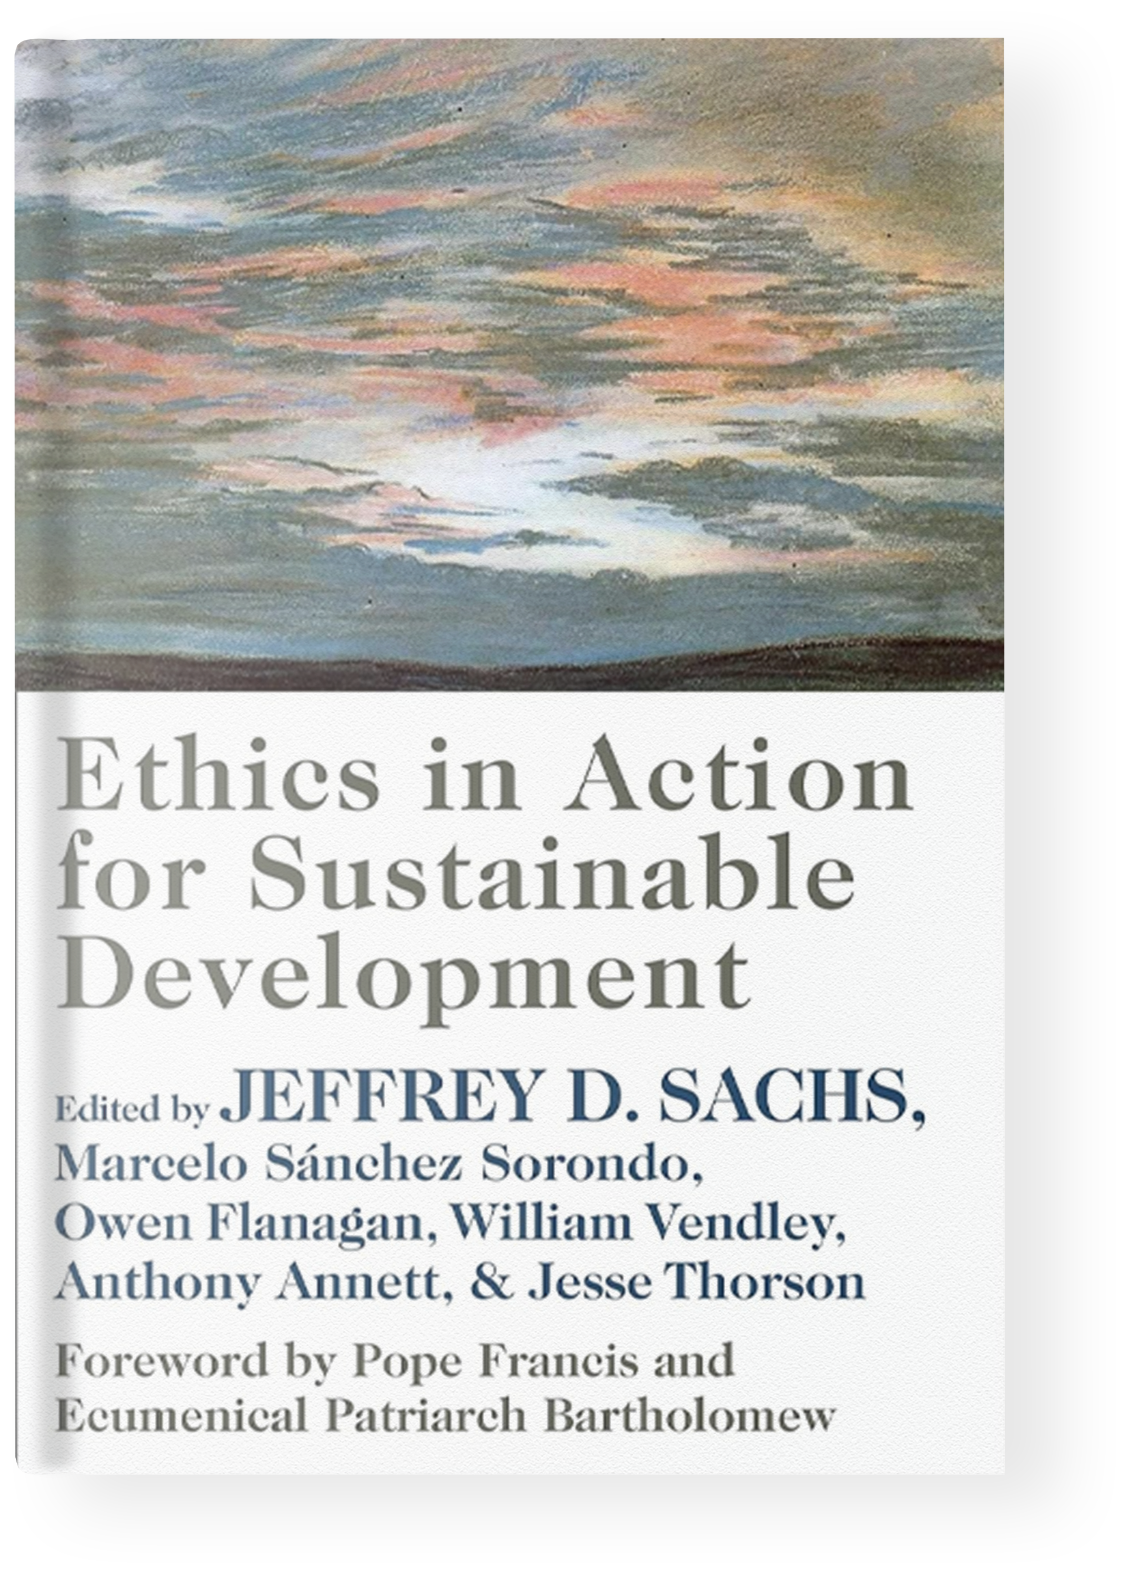 Ethics in Action
for Sustainable
Development
Edited by JEFFREY D. SACHS,
Marcelo Sánchez Sorondo,
Owen Flanagan, William Vendley,
Anthony Annett, & Jesse Thorson
Foreword by Pope Francis and
Ecumenical Patriarch Bartholomew